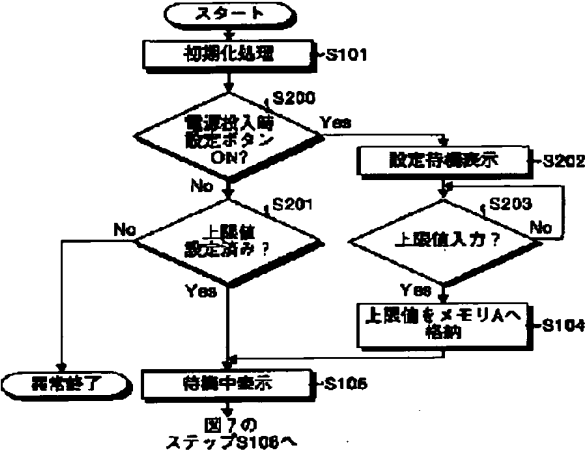 スタート
初期化処理
S101
S200
電源投入時
設定ボタン
ON?
Yes
設定待機表示
S202
No
S201
上限値
設定済み?
No
Yes
S203
上限値入力?
No
Yes
上限値をメモリAへ
格納
S104
異常終了
待機中表示
S105
図7の
ステップS106へ